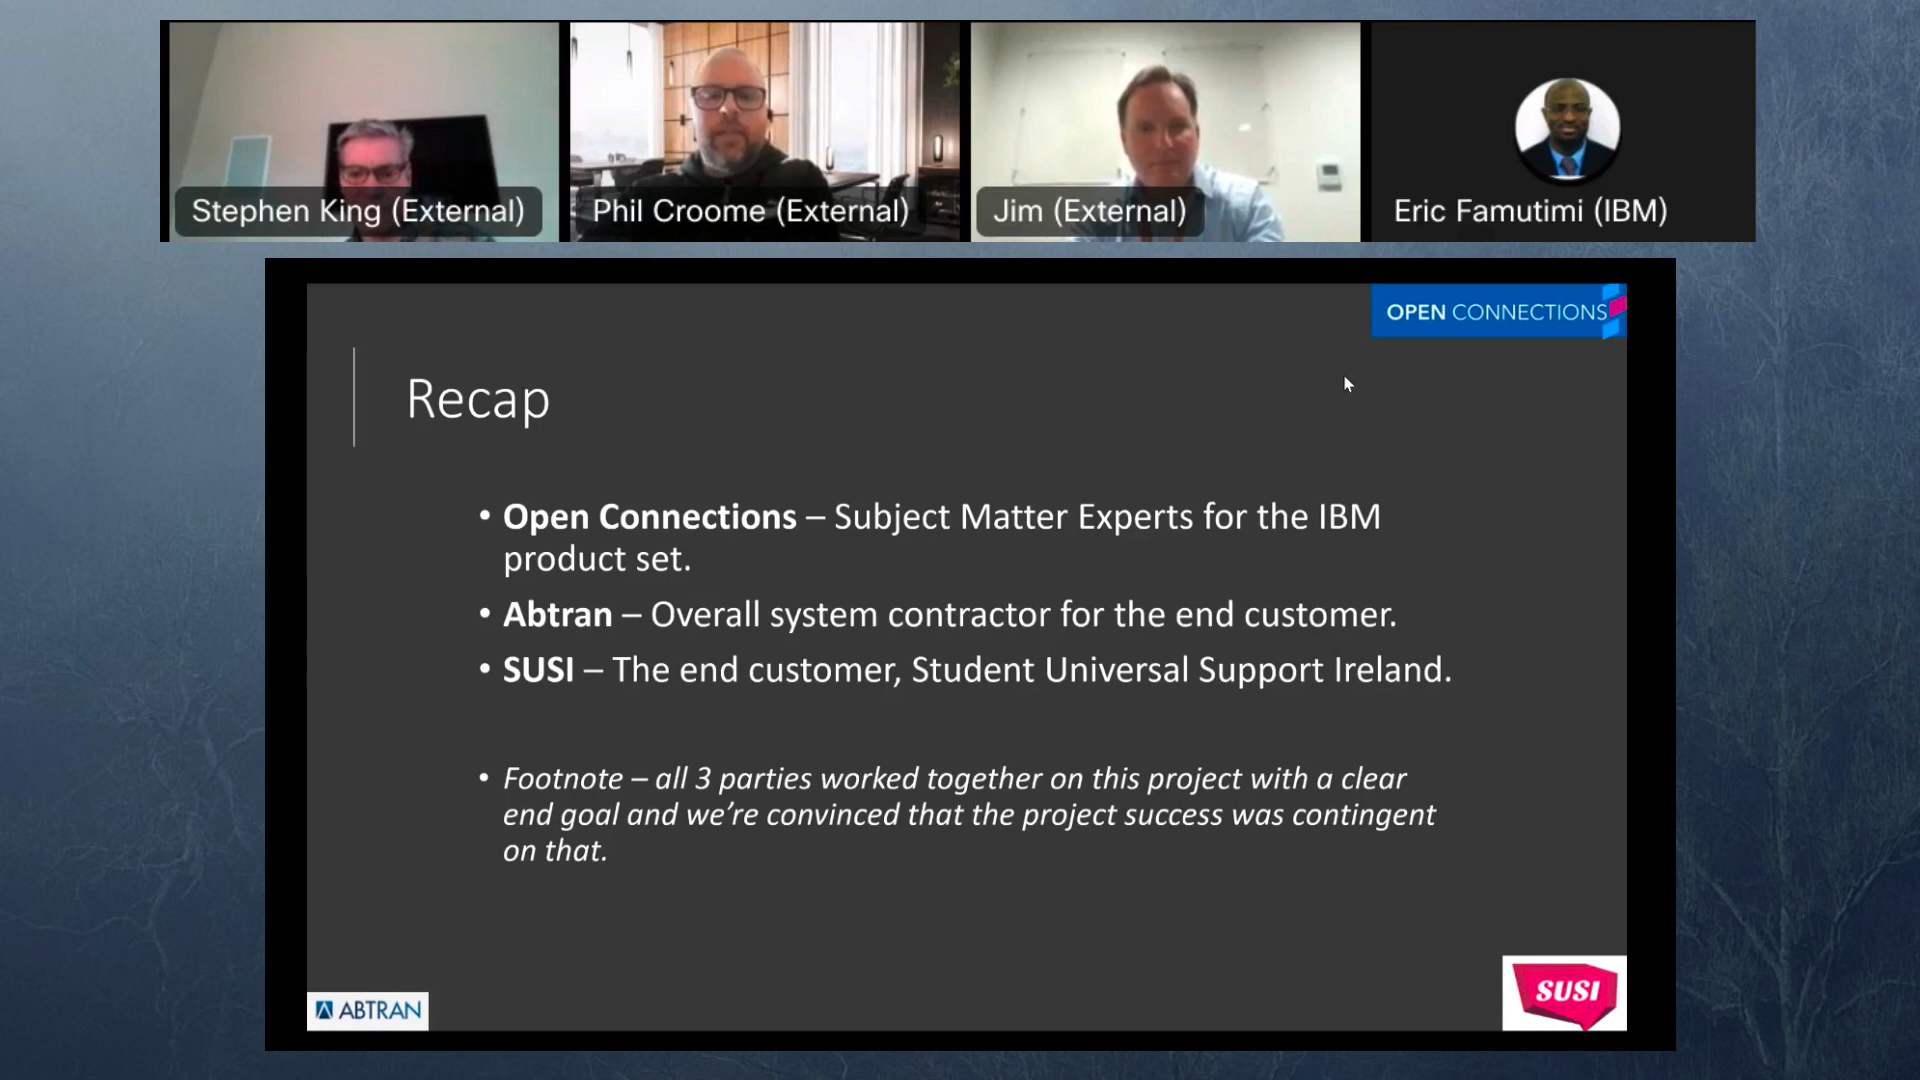 Stephen King (External)
Phil Croome (External)
Jim (External)
Eric Famutimi (IBM)
OPEN CONNECTIONS
Recap
• Open Connections – Subject Matter Experts for the IBM
product set.
• Abtran – Overall system contractor for the end customer.
• SUSI – The end customer, Student Universal Support Ireland.
• Footnote – all 3 parties worked together on this project with a clear
end goal and we’re convinced that the project success was contingent
on that.
ABTRAN
SUSI